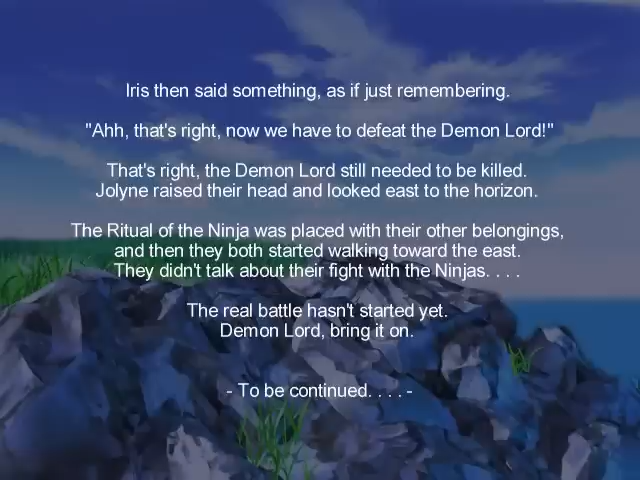 Iris then said something, as if just remembering.
"Ahh, that's right, now we have to defeat the Demon Lord!"
That's right, the Demon Lord still needed to be killed.
Jolyne raised their head and looked east to the horizon.
The Ritual of the Ninja was placed with their other belongings,
and then they both started walking toward the east.
They didn't talk about their fight with the Ninjas. . . .
The real battle hasn't started yet.
Demon Lord, bring it on.
- To be continued. . . . -